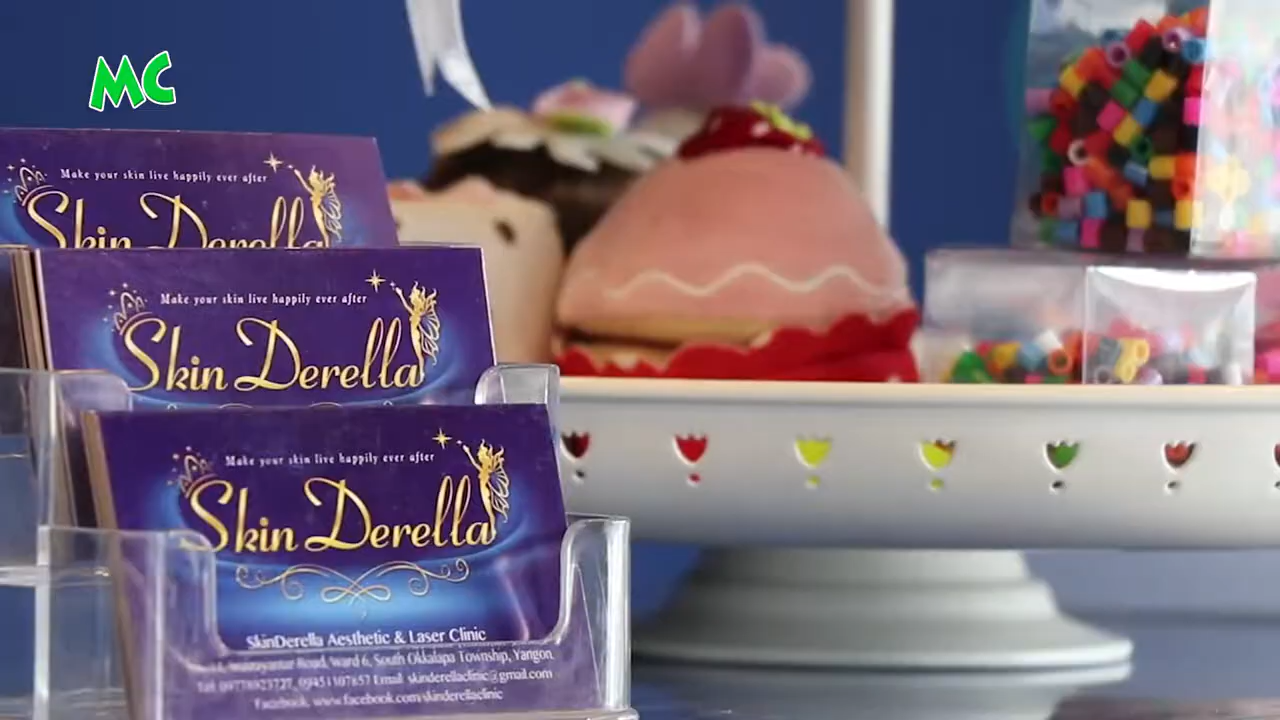 MC
Make your skin live happily ever after
Skin Derella
Make your skin live happily ever after
Skin Derella
Make your skin live happily ever after
Skin Derella
SkinDerella Aesthetic & Laser Clinic
Road, Ward 6, South Okkalapa Township, Yangon
Tel: Email: skinderellaclinic@gmail.com
Facebook: www.facebook.com/skinderellaclinic